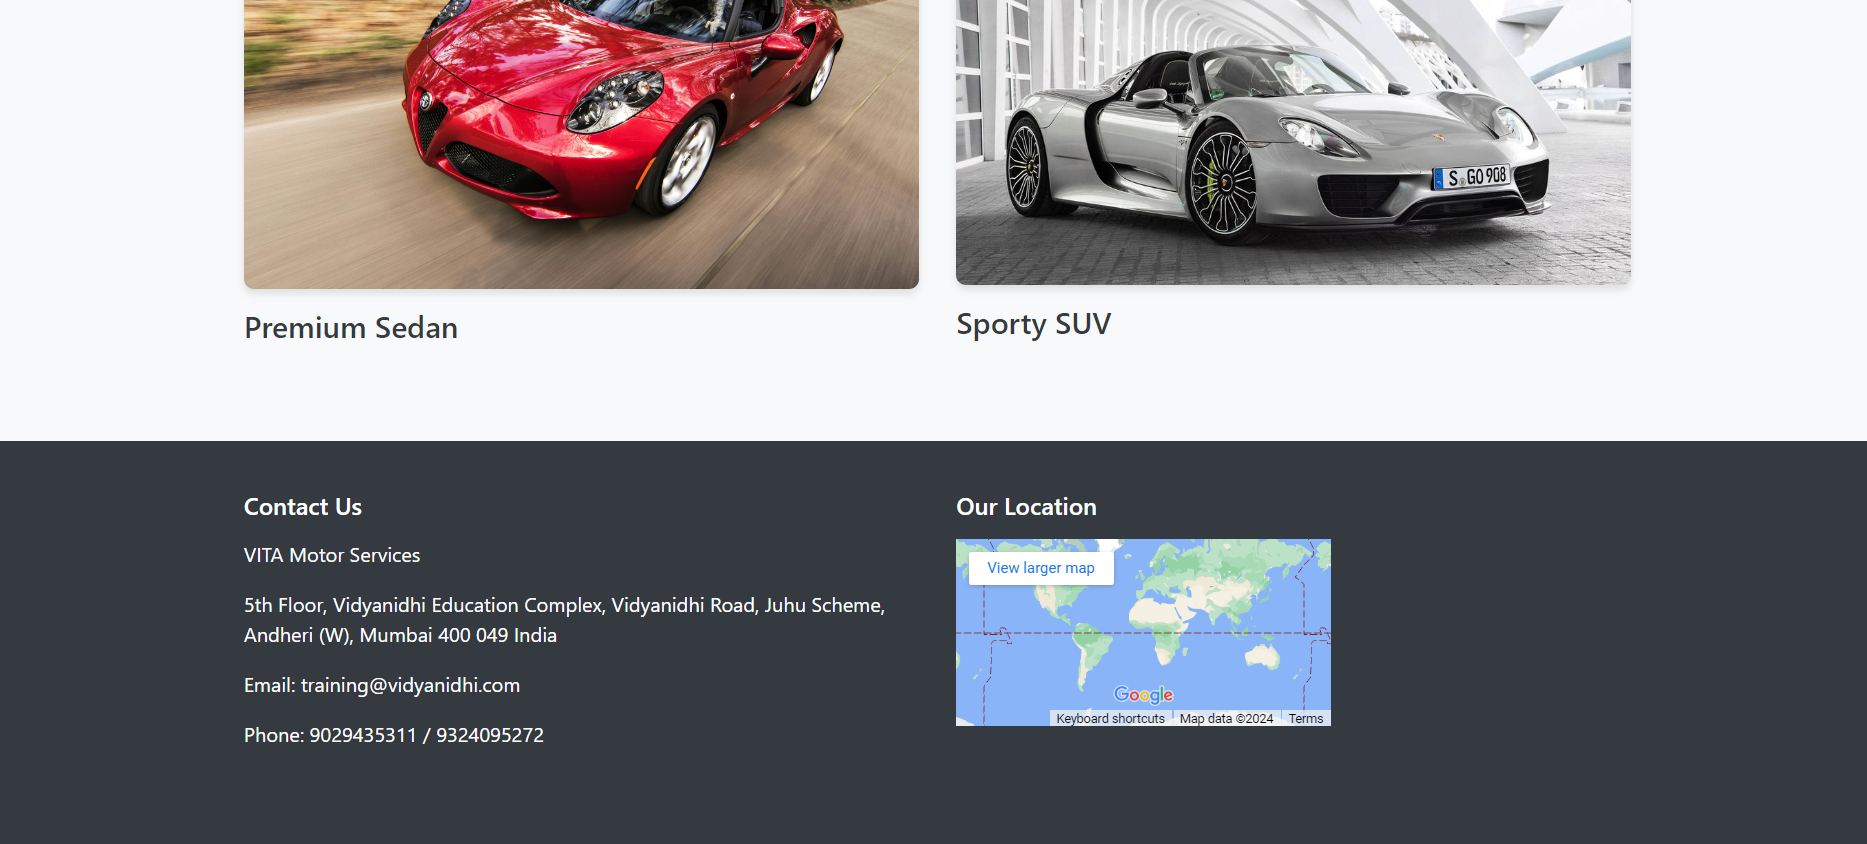 S GO 908
Premium Sedan
Sporty SUV
Contact Us
VITA Motor Services
5th Floor, Vidyanidhi Education Complex, Vidyanidhi Road, Juhu Scheme,
Andheri (W), Mumbai 400 049 India
Email: training@vidyanidhi.com
Phone: 9029435311 / 9324095272
Our Location
View larger map
Google
Keyboard shortcuts
Map data ©2024
Terms